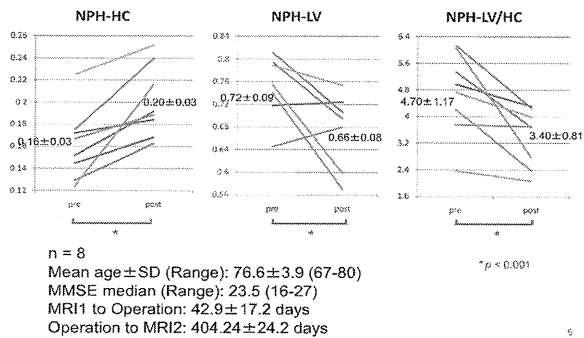 NPH-HC
NPH-LV
NPH-LV/HC
0.26
0.24
0.22
0.2
0.18
0.16
0.14
0.12
0.16±0.03
0.20±0.03
pre
post
*
0.84
0.8
0.76
0.72
0.68
0.64
0.6
0.56
0.72±0.09
0.66±0.08
pre
post
*
6.4
5.6
4.8
4
3.2
2.4
1.6
4.70±1.17
3.40±0.81
pre
post
*
n = 8
Mean age±SD (Range): 76.6±3.9 (67-80)
MMSE median (Range): 23.5 (16-27)
MRI1 to Operation: 42.9±17.2 days
Operation to MRI2: 404.24±24.2 days
*p < 0.001